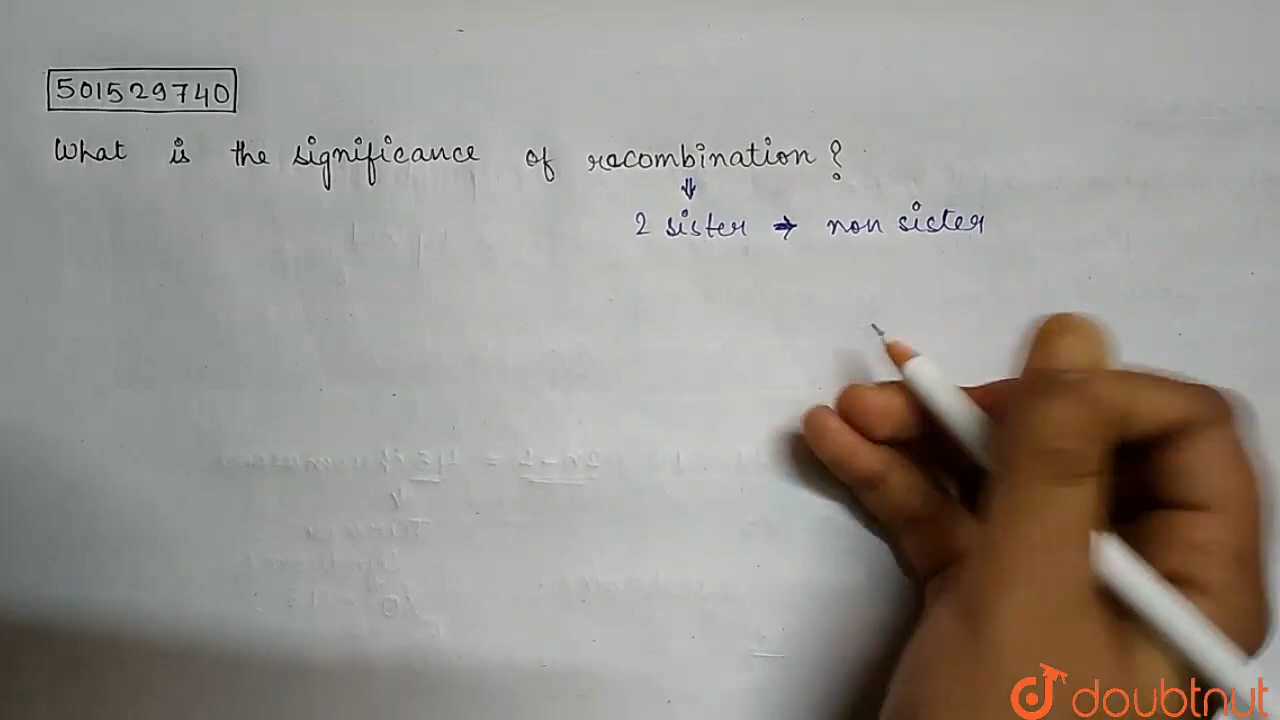 501529740
What is the significance of recombination?
⇓
2 sister → non sister
doubtnut